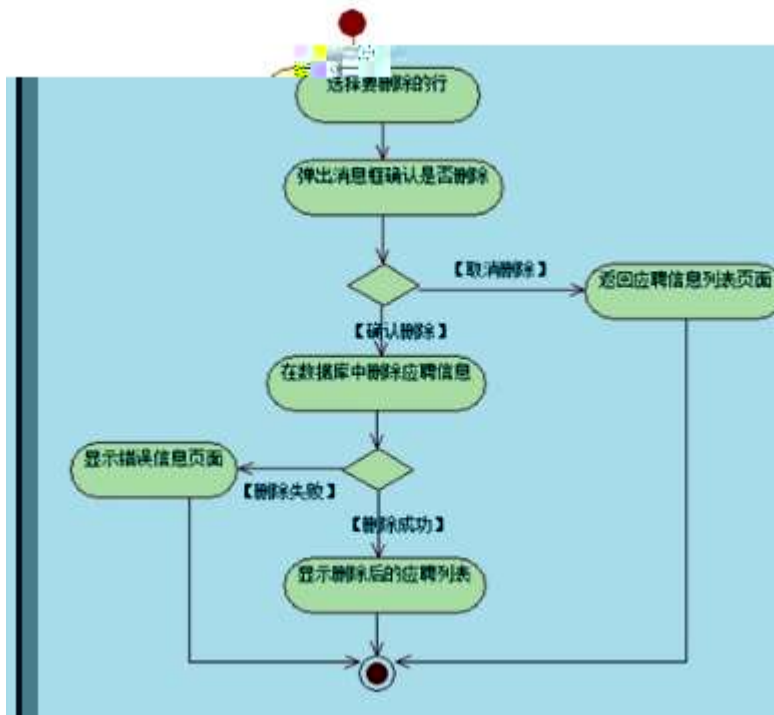 选择要删除的行
弹出消息框确认是否删除
【取消删除】
返回应聘信息列表页面
【确认删除】
在数据库中删除应聘信息
显示错误信息页面
【删除失败】
【删除成功】
显示删除后的应聘列表